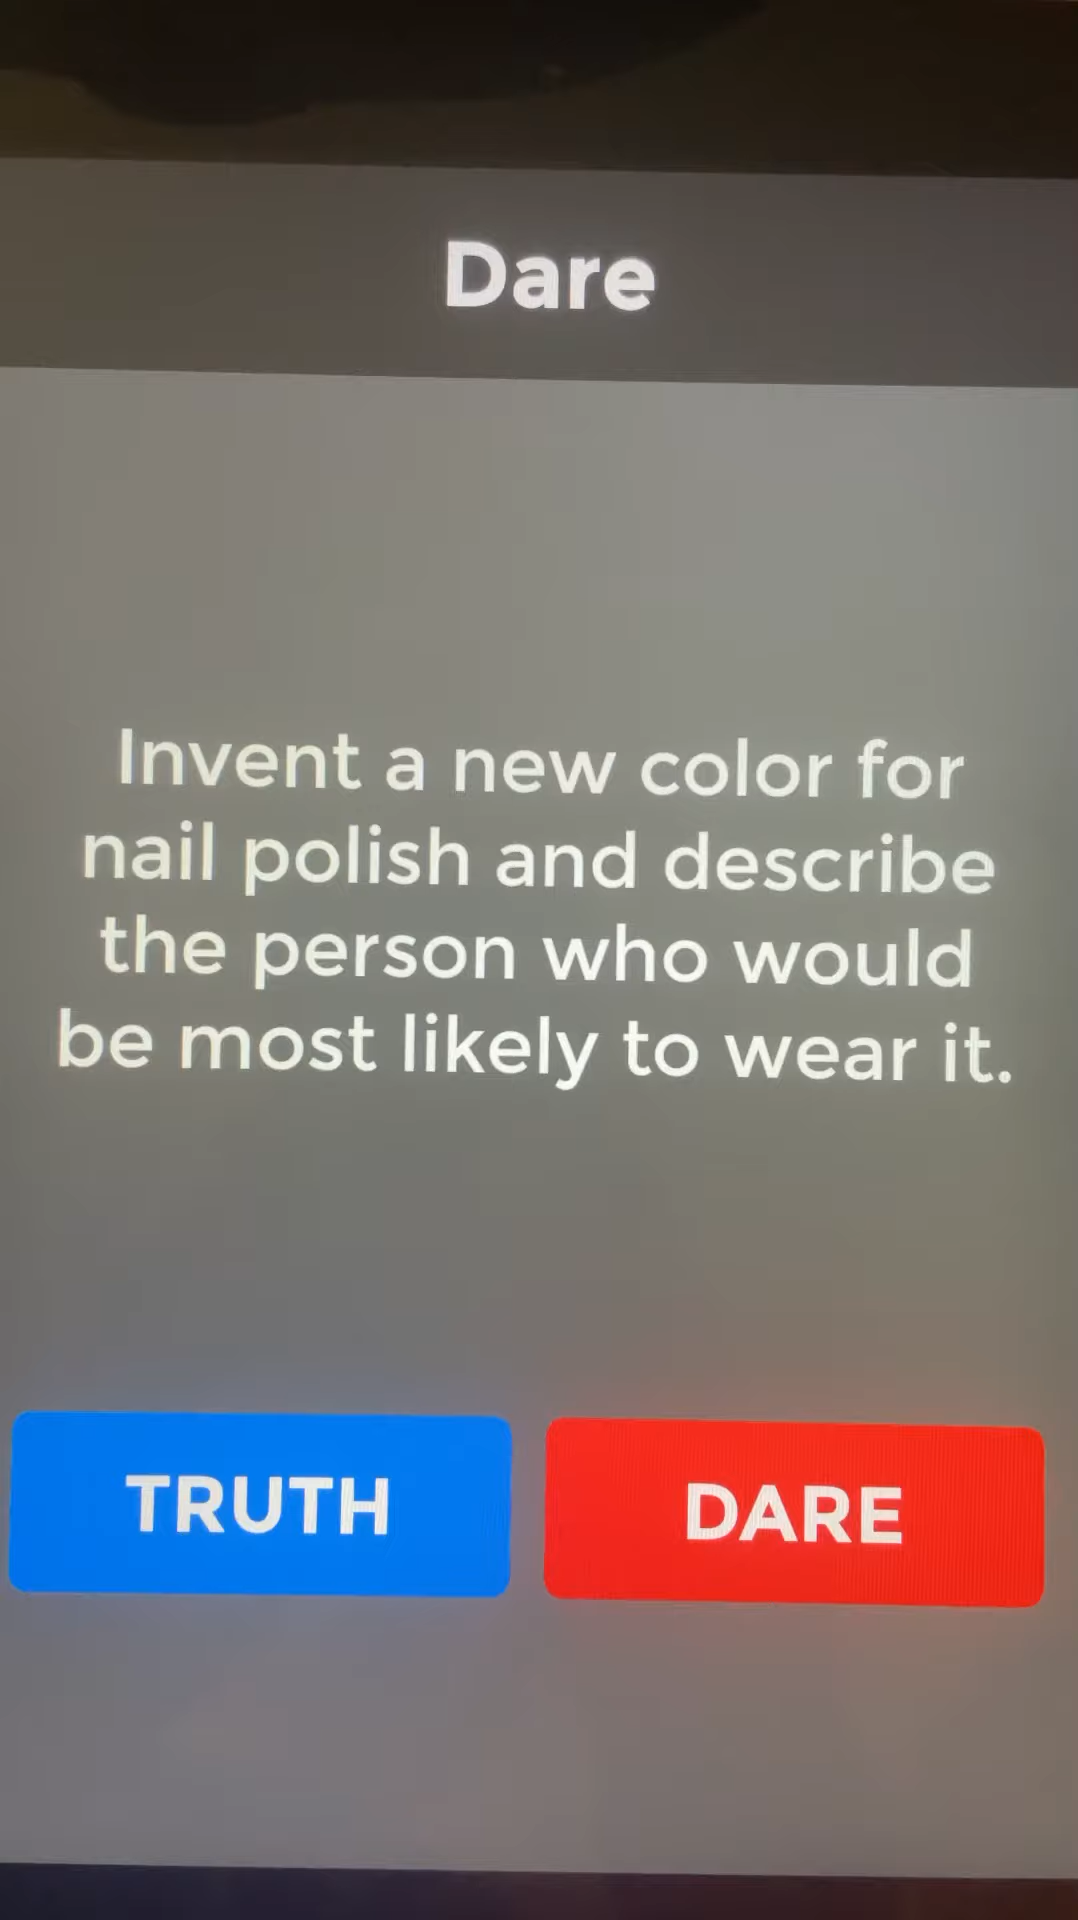 Dare
Invent a new color for
nail polish and describe
the person who would
be most likely to wear it.
TRUTH
DARE